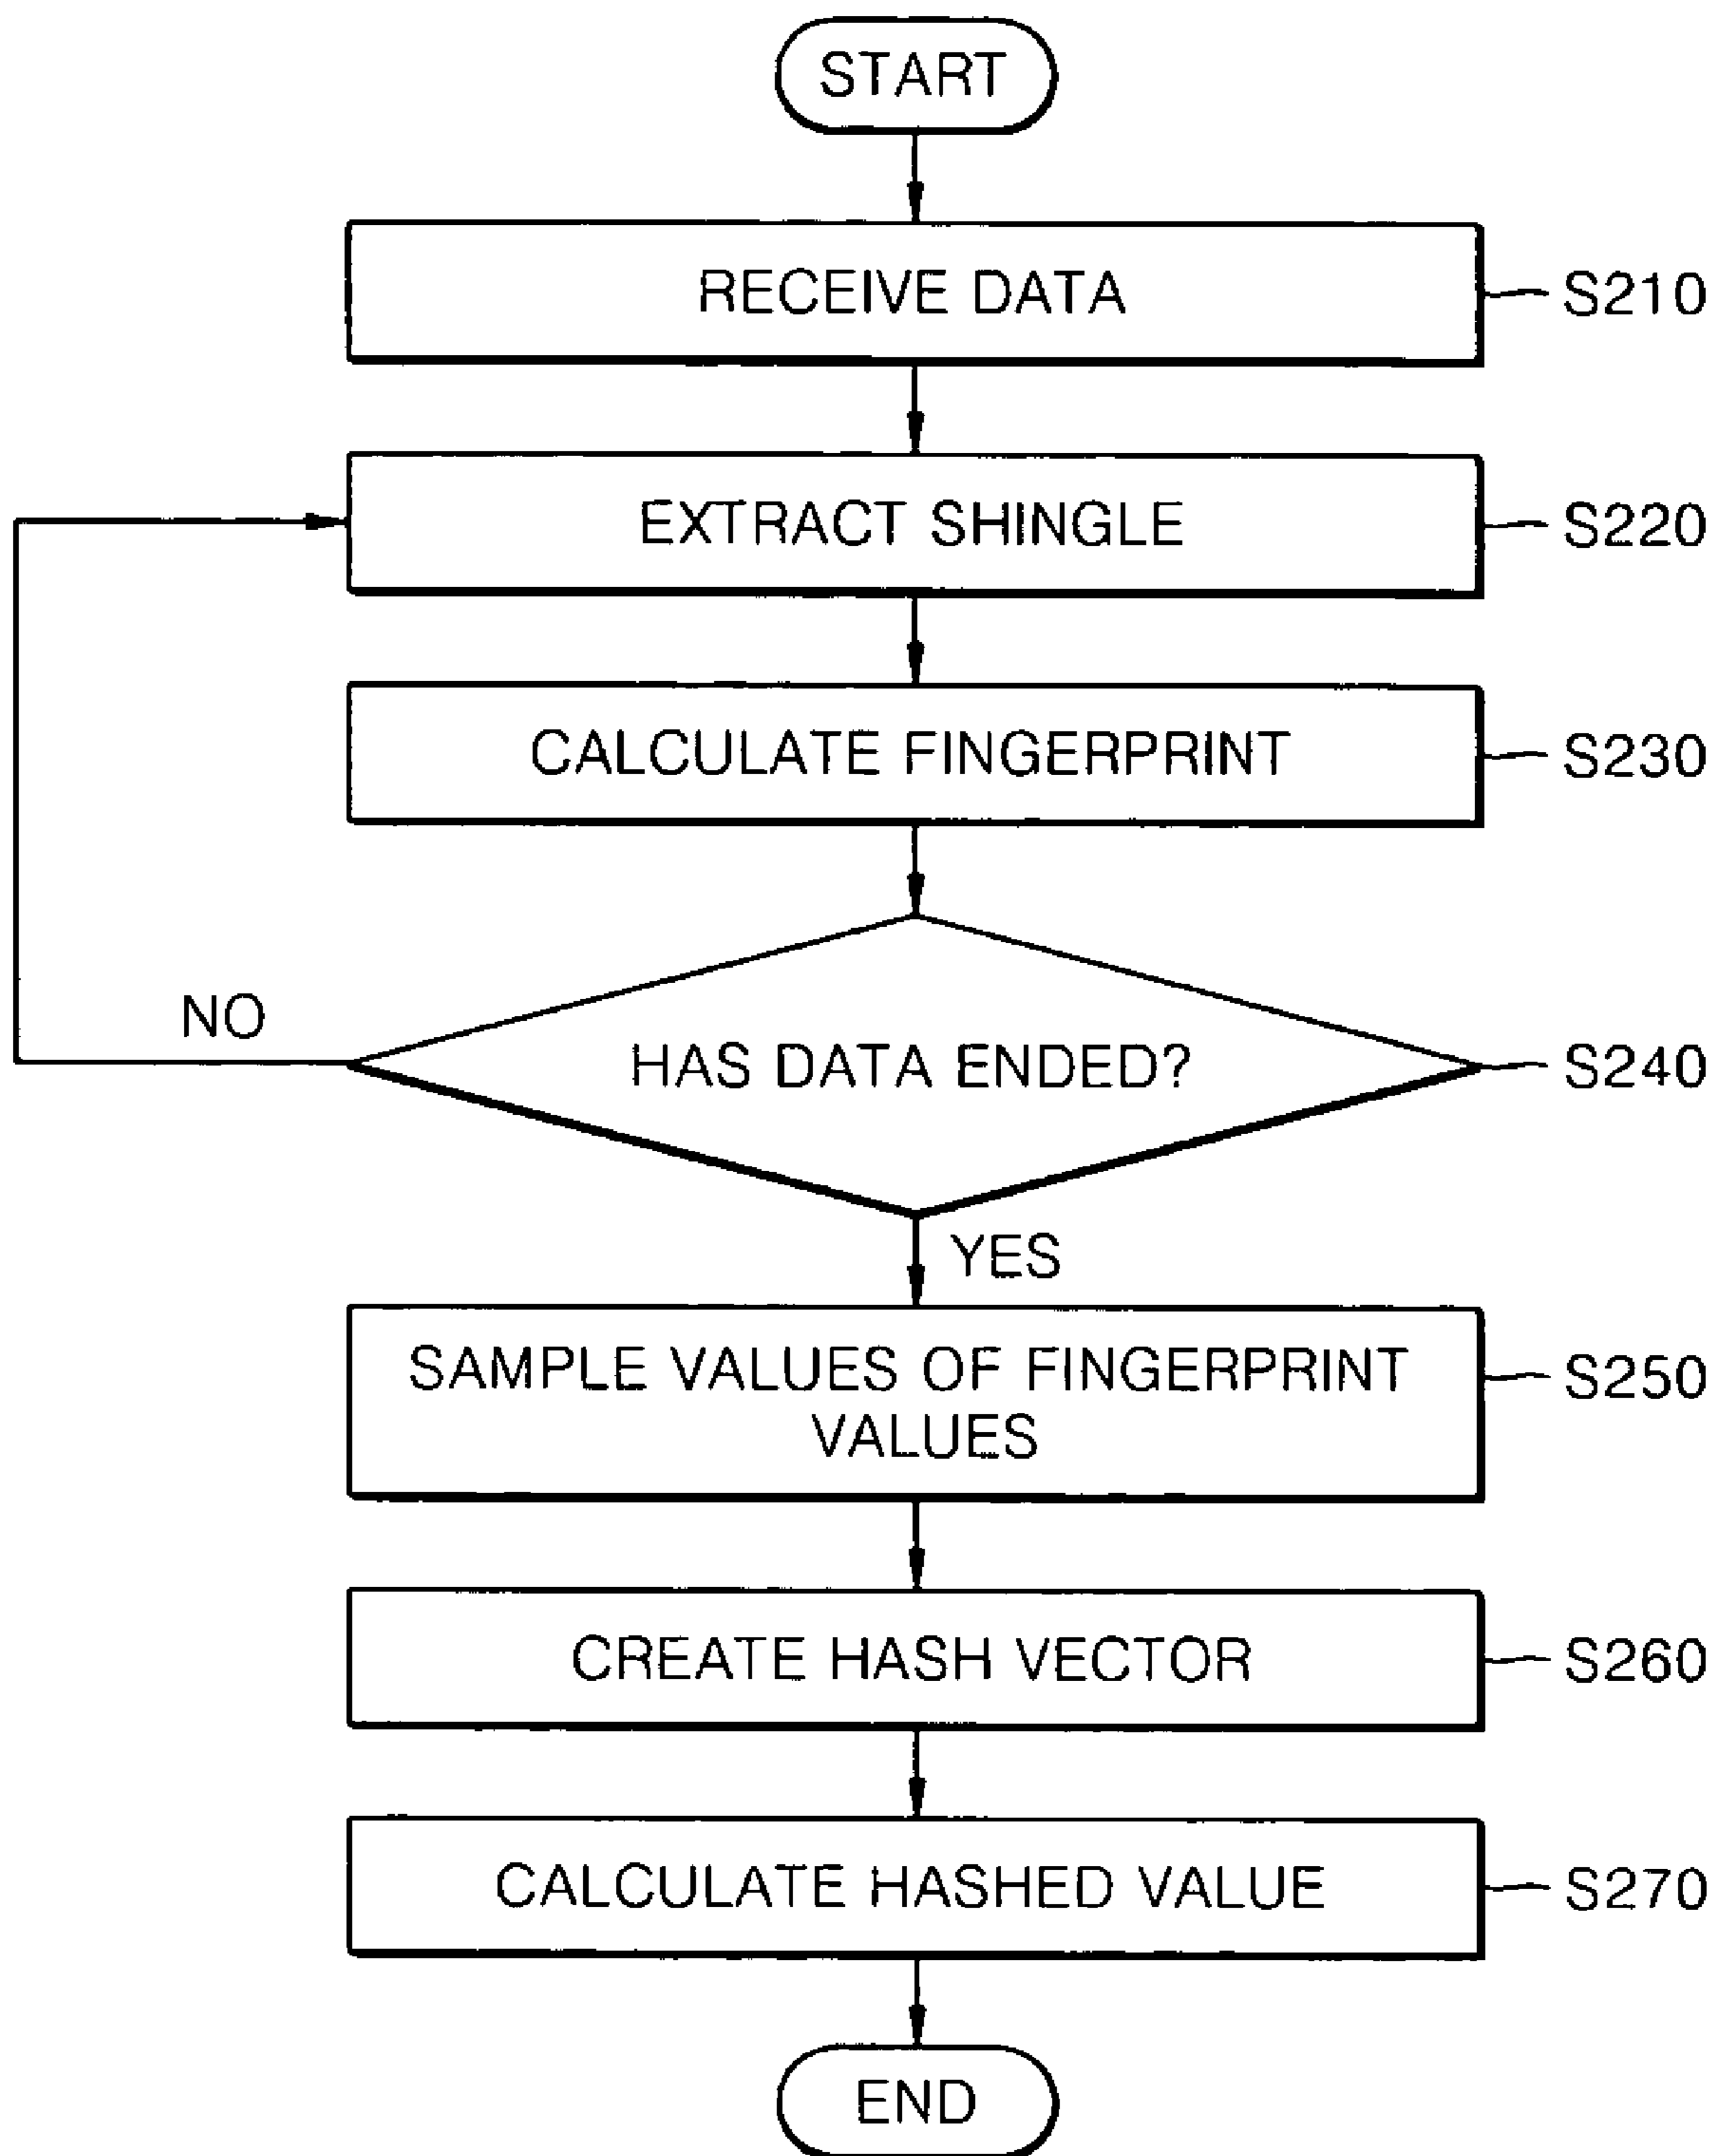 START
RECEIVE DATA
S210
EXTRACT SHINGLE
S220
CALCULATE FINGERPRINT
S230
NO
HAS DATA ENDED?
S240
YES
SAMPLE VALUES OF FINGERPRINT
VALUES
S250
CREATE HASH VECTOR
S260
CALCULATE HASHED VALUE
S270
END